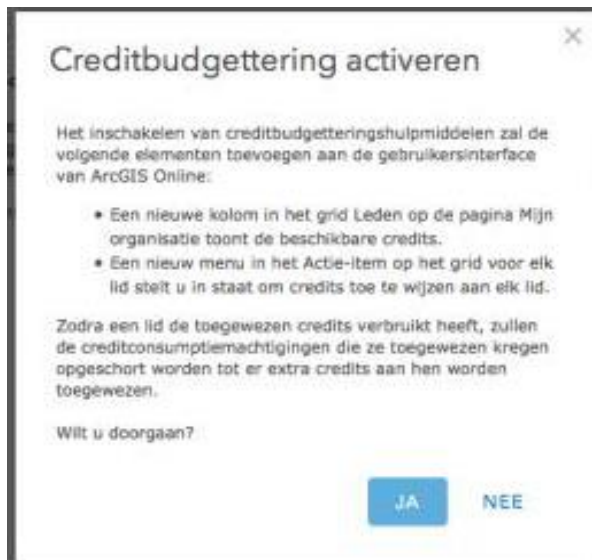 Creditbudgettering activeren
Het inschakelen van creditbudgetteringshulpmiddelen zal de
volgende elementen toevoegen aan de gebruikersinterface
van ArcGIS Online:
• Een nieuwe kolom in het grid Leden op de pagina Mijn
organisatie toont de beschikbare credits.
• Een nieuw menu in het Actie-item op het grid voor elk
lid stelt u in staat om credits toe te wijzen aan elk lid.
Zodra een lid de toegewezen credits verbruikt heeft, zullen
de creditconsumptiemachtigingen die ze toegewezen kregen
opgeschort worden tot er extra credits aan hen worden
toegewezen.
Wilt u doorgaan?
JA NEE